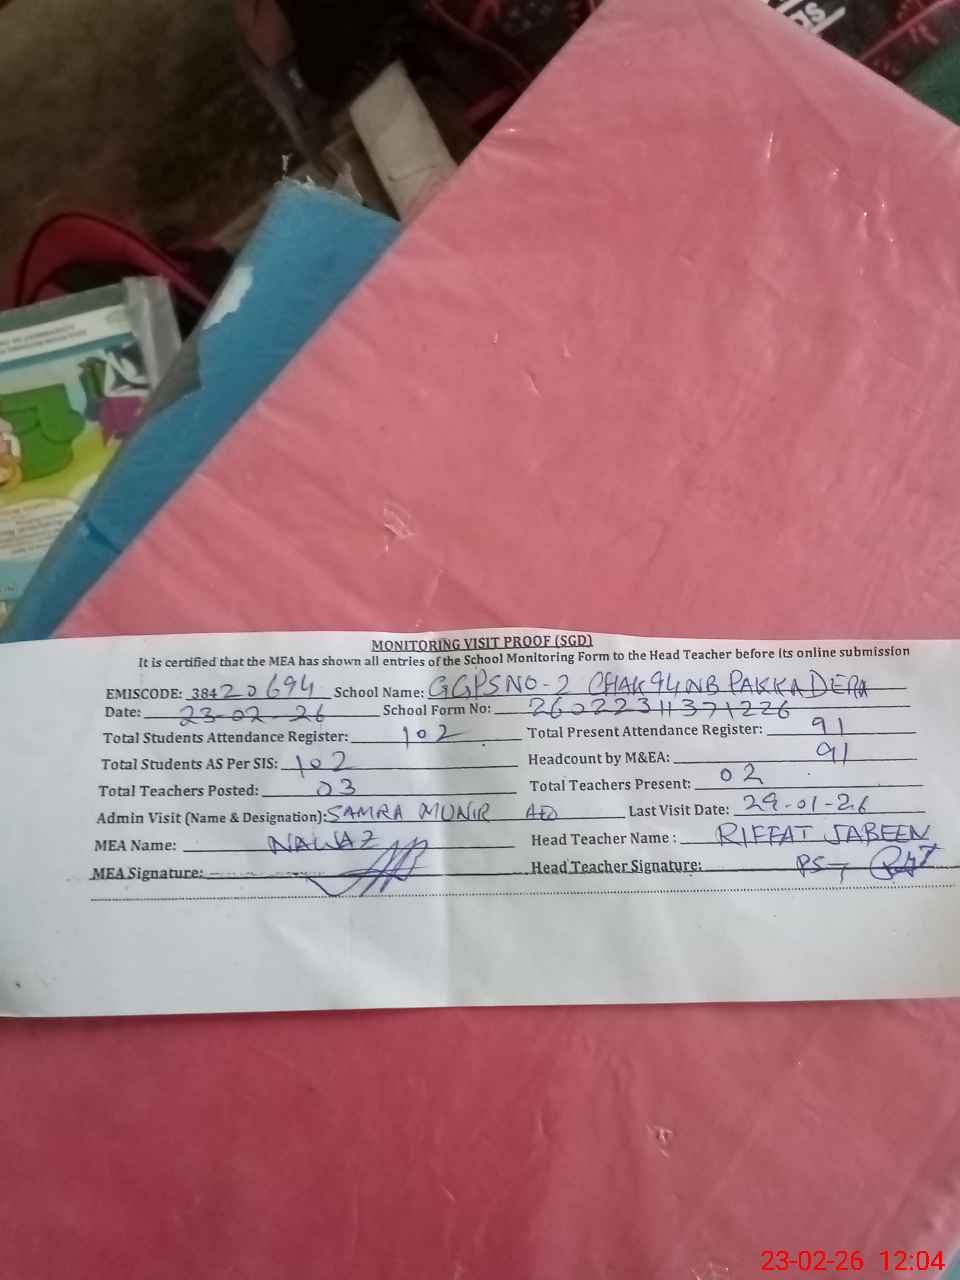 MONITORING VISIT PROOF (SGD)
It is certified that the MEA has shown all entries of the School Monitoring Form to the Head Teacher before its online submission
EMISCODE: 38420694 School Name: GGPS NO-2 CHAK 94 NB PAKKA DERA
Date: 23-02-26 School Form No: 26022311371226
Total Students Attendance Register: 102 Total Present Attendance Register: 91
Total Students AS Per SIS: 102 Headcount by M&EA: 91
Total Teachers Posted: 03 Total Teachers Present: 02
Admin Visit (Name & Designation): SAMRA MUNIR Last Visit Date: 29-01-26
MEA Name: NAWAZ Head Teacher Name : RIFFAT JABEEN
MEA Signature: Head Teacher Signature:
23-02-26 12:04